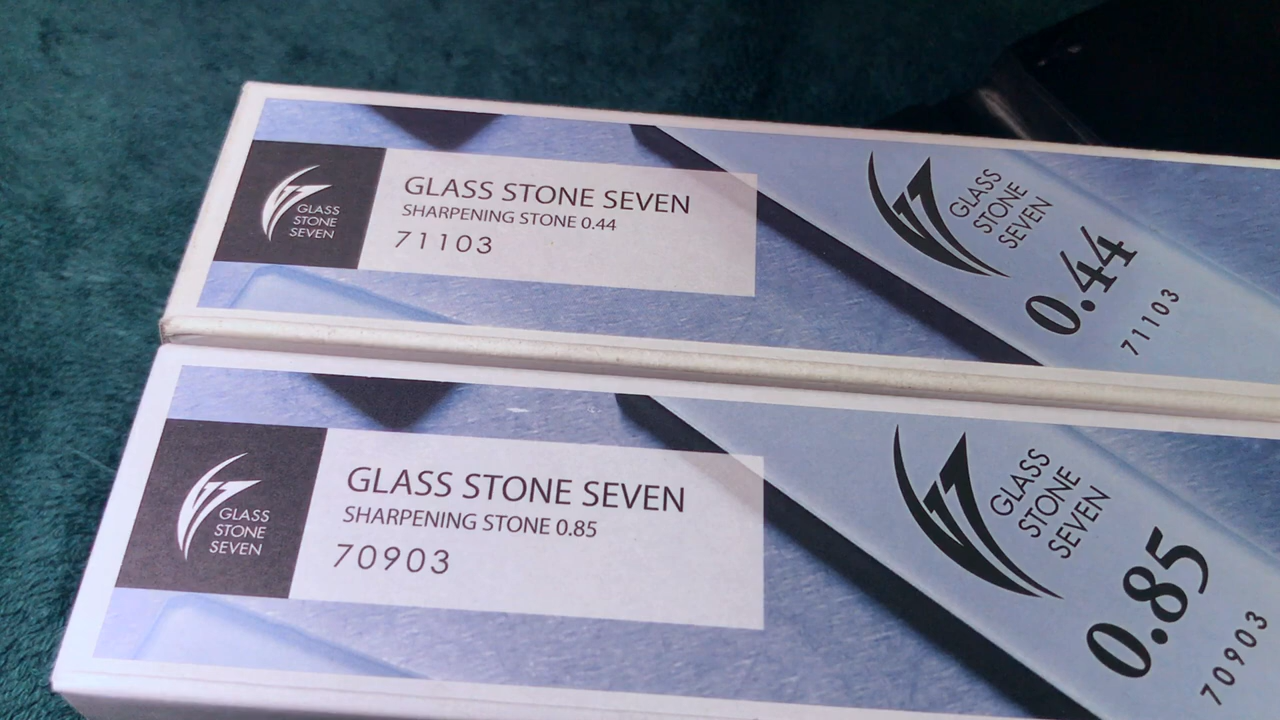 GLASS
STONE
SEVEN
GLASS STONE SEVEN
SHARPENING STONE 0.44
71103
GLASS
STONE
SEVEN
0.44
71103
GLASS
STONE
SEVEN
GLASS STONE SEVEN
SHARPENING STONE 0.85
70903
GLASS
STONE
SEVEN
0.85
70903